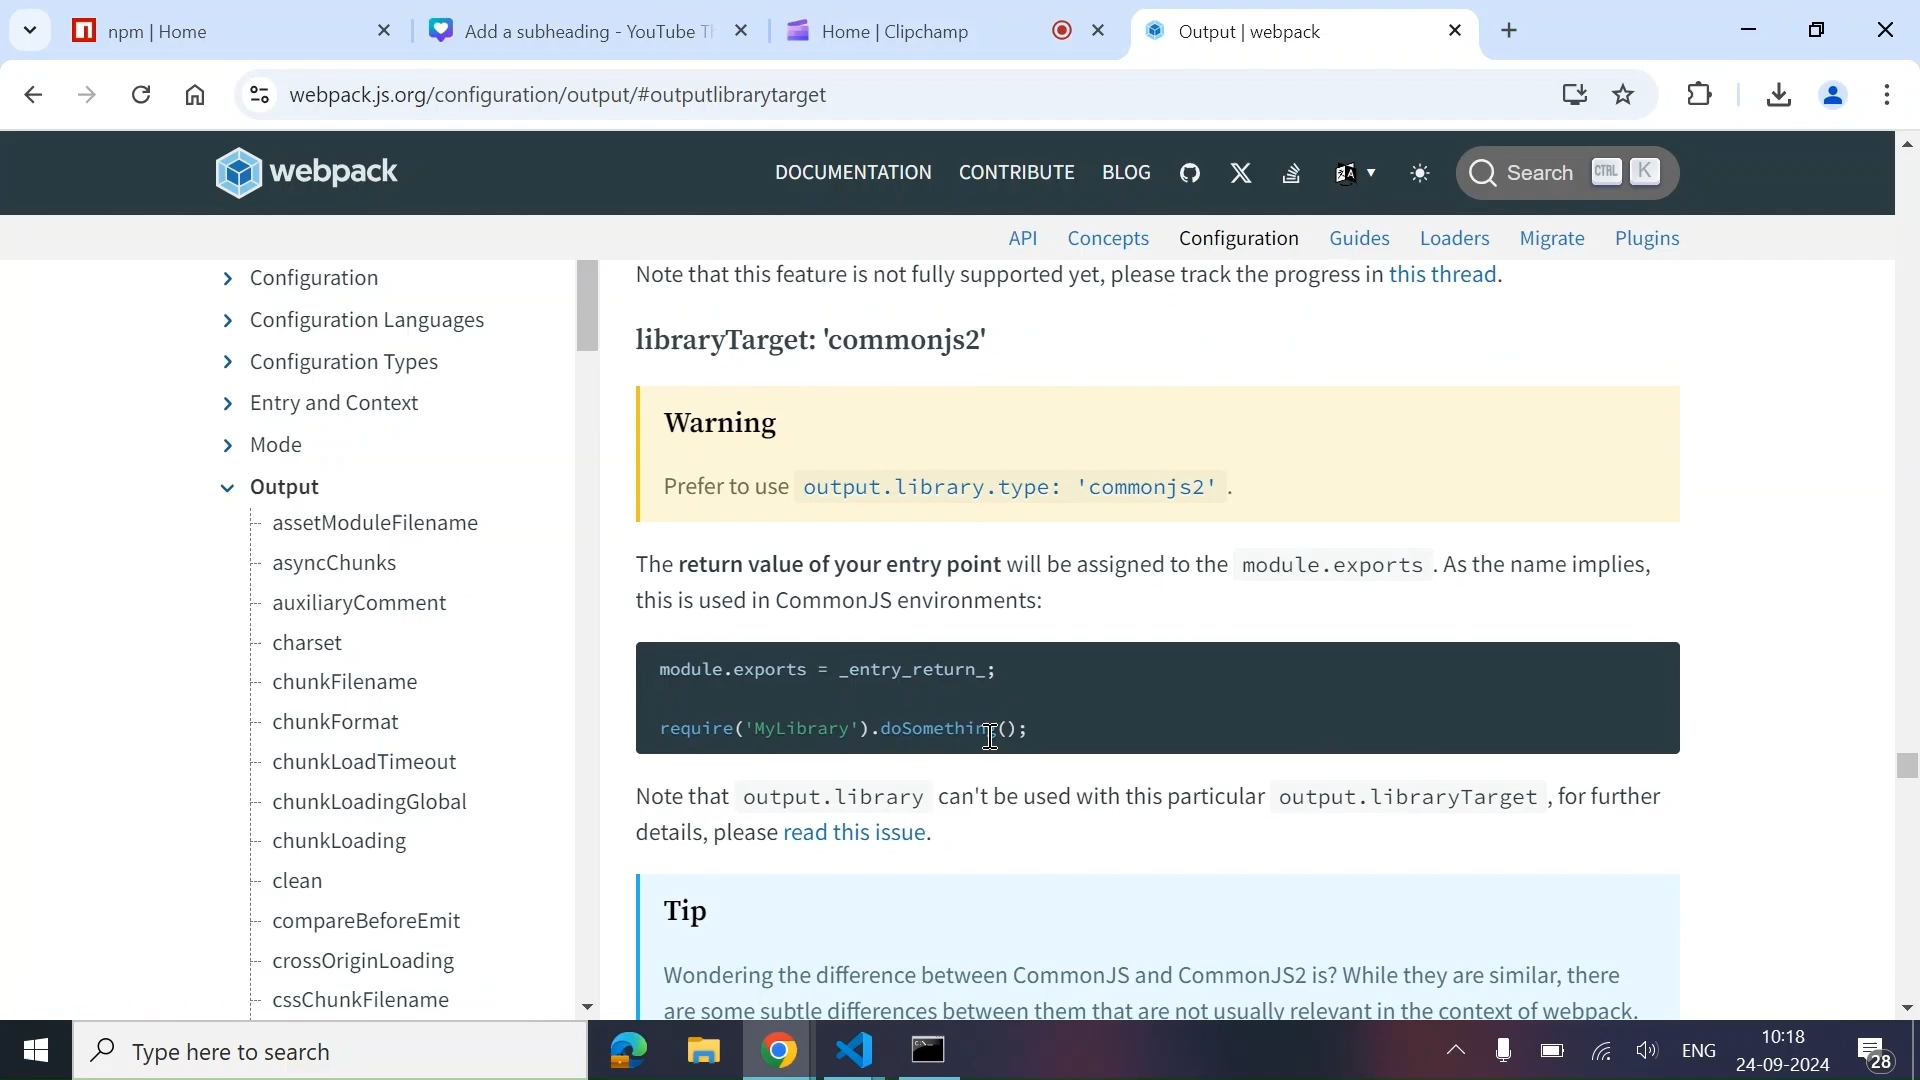 npm | Home
Add a subheading - YouTube Th
Home | Clipchamp
Output | webpack
webpack.js.org/configuration/output/#outputlibrarytarget
webpack
DOCUMENTATION CONTRIBUTE BLOG
Search CTRL K
API Concepts Configuration Guides Loaders Migrate Plugins
Configuration
Configuration Languages
Configuration Types
Entry and Context
Mode
Output
assetModuleFilename
asyncChunks
auxiliaryComment
charset
chunkFilename
chunkFormat
chunkLoadTimeout
chunkLoadingGlobal
chunkLoading
clean
compareBeforeEmit
crossOriginLoading
cssChunkFilename
Note that this feature is not fully supported yet, please track the progress in this thread.
libraryTarget: 'commonjs2'
Warning
Prefer to use output.library.type: 'commonjs2' .
The return value of your entry point will be assigned to the module.exports . As the name implies,
this is used in CommonJS environments:
module.exports = _entry_return_;
require('MyLibrary').doSomething();
Note that output.library can't be used with this particular output.libraryTarget , for further
details, please read this issue.
Tip
Wondering the difference between CommonJS and CommonJS2 is? While they are similar, there
are some subtle differences between them that are not usually relevant in the context of webpack.
Type here to search
ENG
10:18
24-09-2024
28